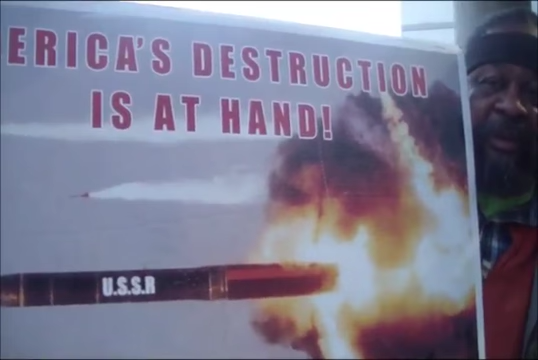 ERICA'S DESTRUCTION
IS AT HAND!
U.S.S.R